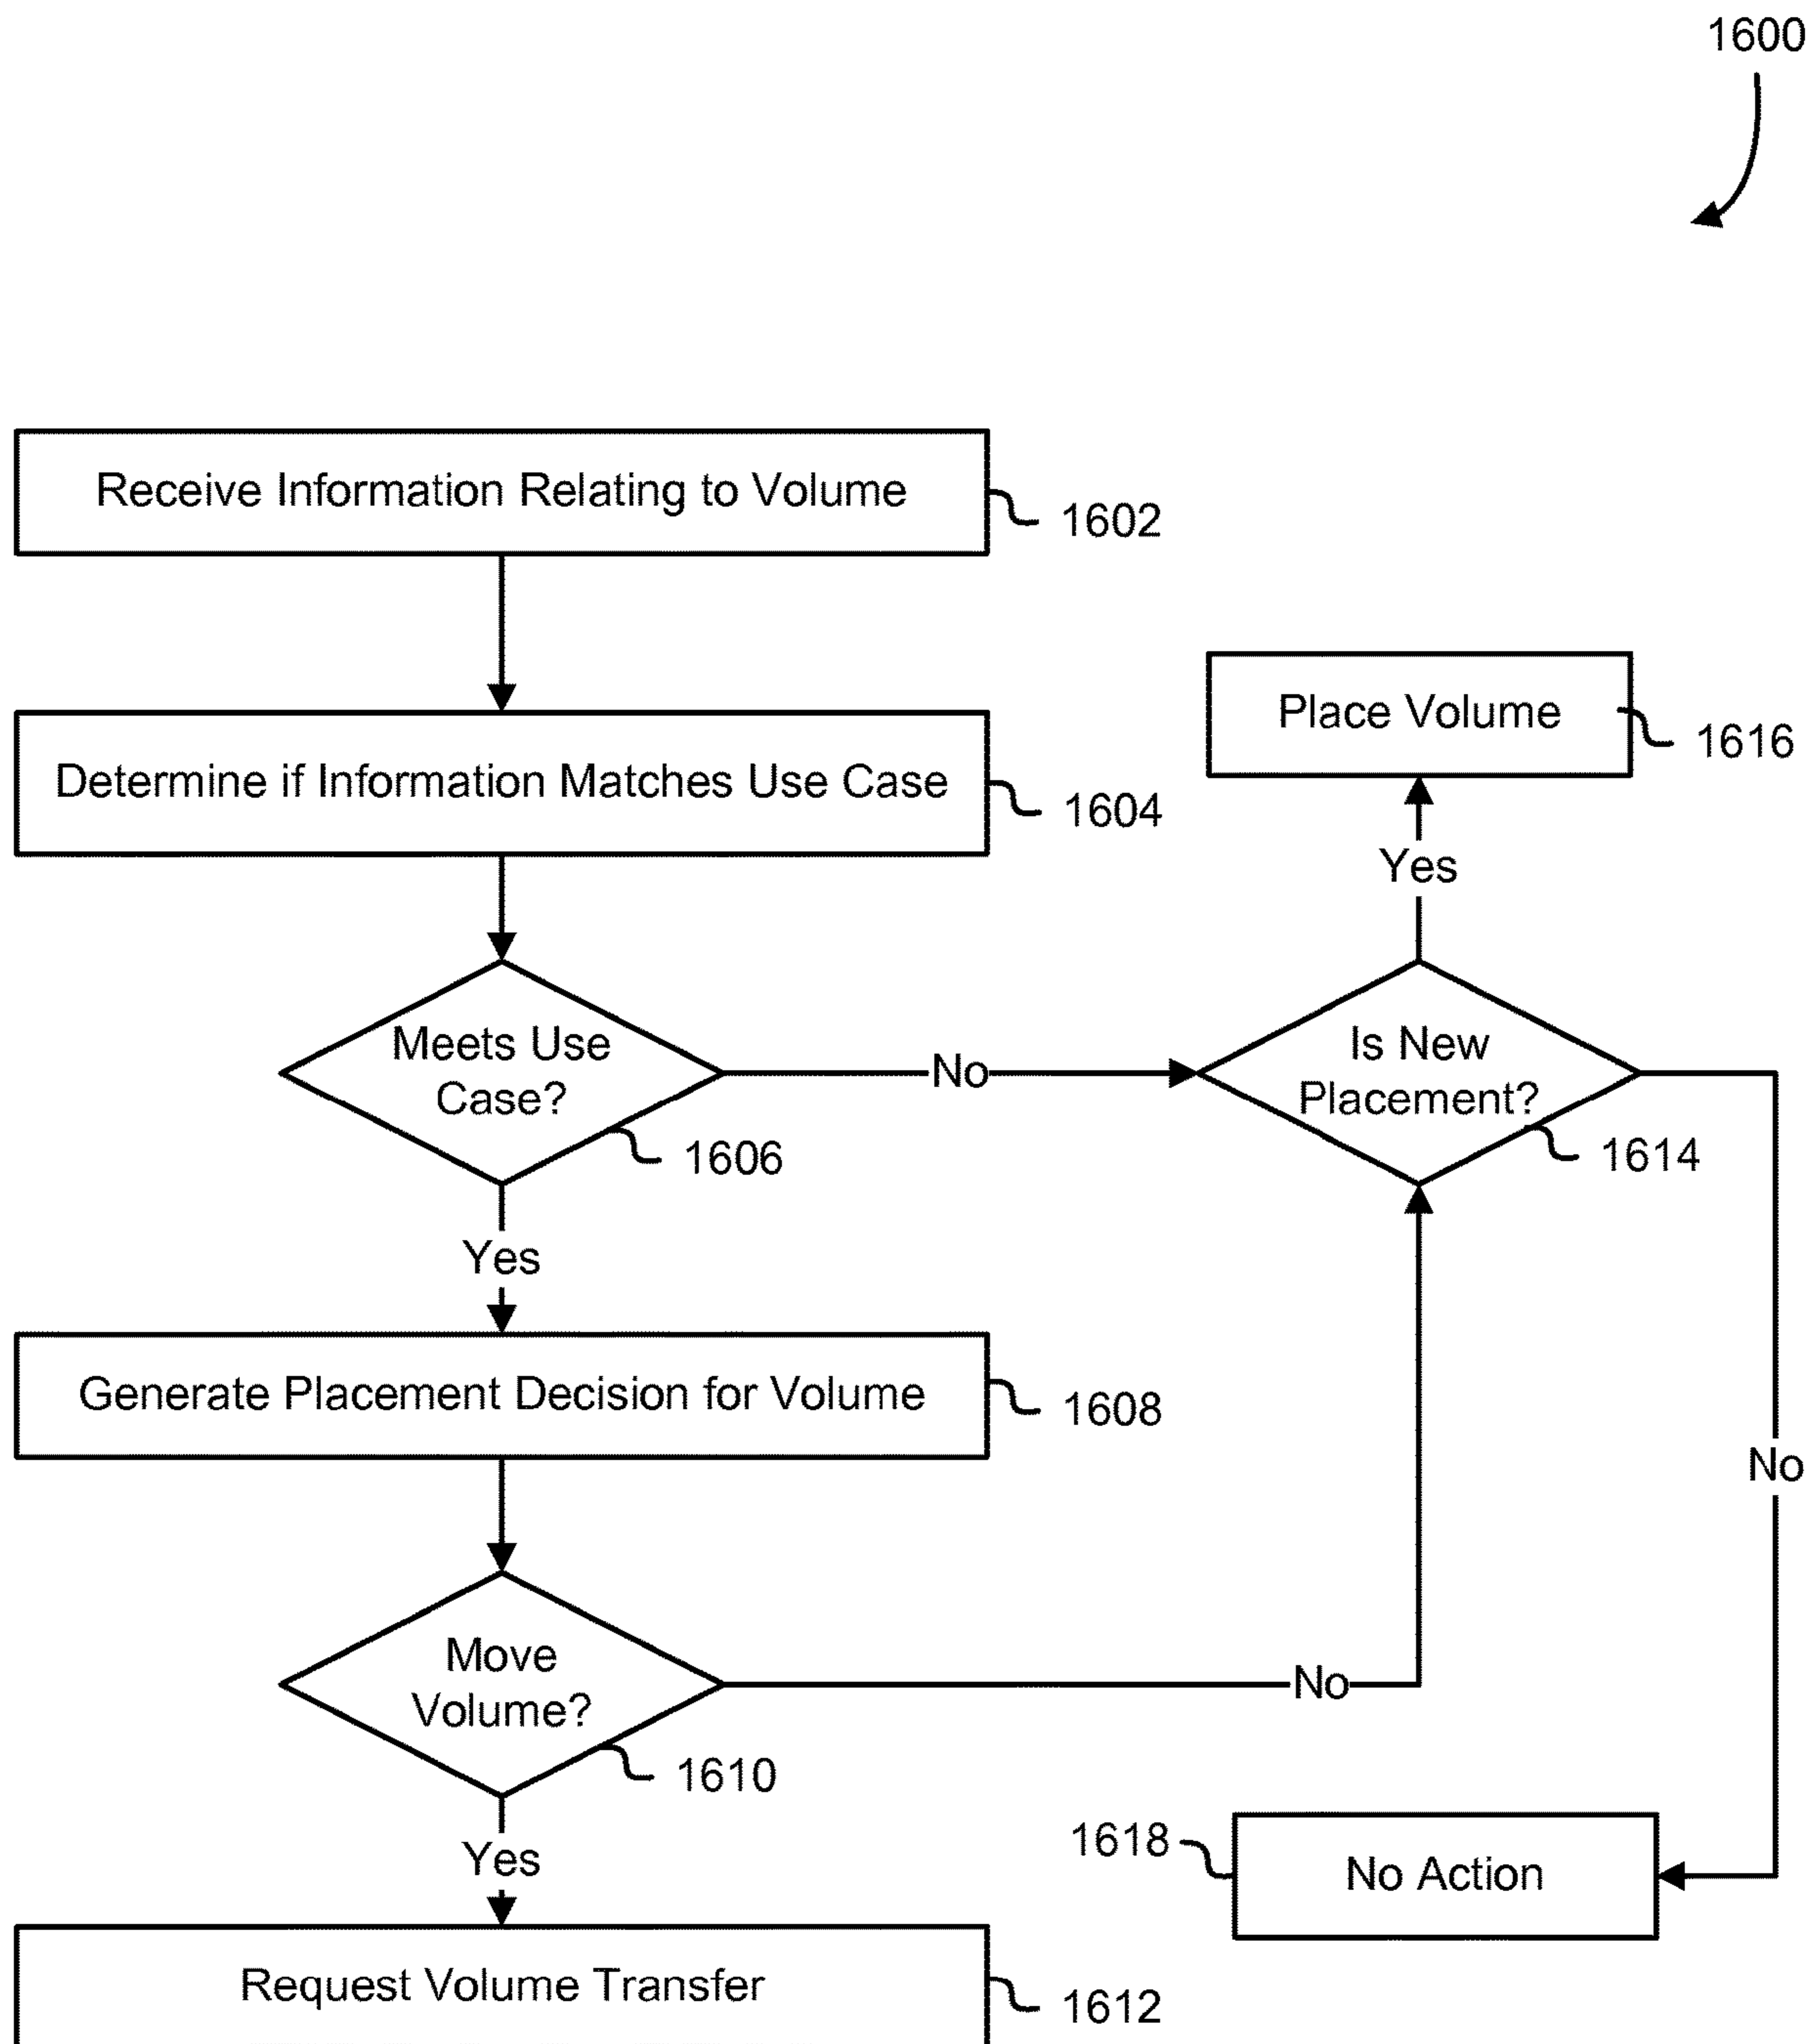 1600
Receive Information Relating to Volume
1602
Place Volume
1616
Determine if Information Matches Use Case
1604
Yes
Meets Use
Case?
1606
No
Is New
Placement?
1614
Yes
Generate Placement Decision for Volume
1608
No
Move
Volume?
1610
No
Yes
1618
No Action
Request Volume Transfer
1612